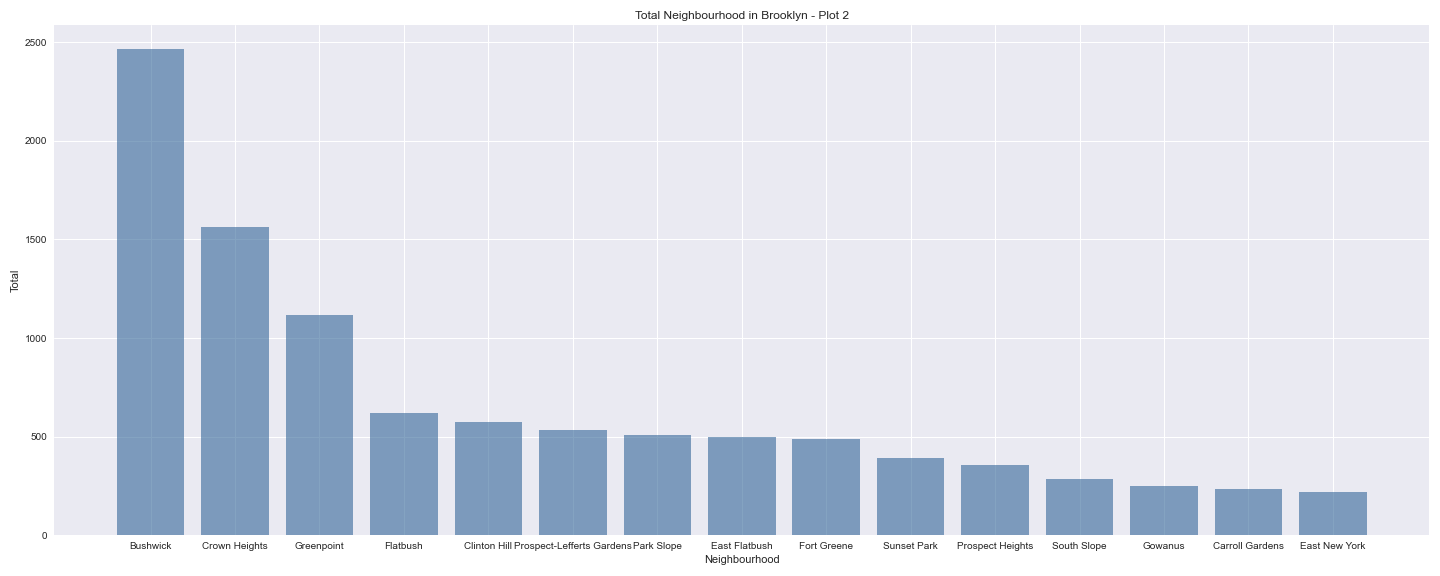 Total Neighbourhood in Brooklyn - Plot 2
2500
2000
1500
1000
500
0
Total
Bushwick Crown Heights Greenpoint Flatbush Clinton Hill Prospect-Lefferts Gardens Park Slope East Flatbush Fort Greene Sunset Park Prospect Heights South Slope Gowanus Carroll Gardens East New York
Neighbourhood